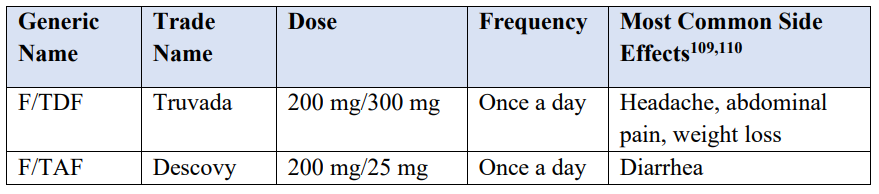 Generic Name | Trade Name | Dose | Frequency | Most Common Side Effects109,110
F/TDF | Truvada | 200 mg/300 mg | Once a day | Headache, abdominal pain, weight loss
F/TAF | Descovy | 200 mg/25 mg | Once a day | Diarrhea